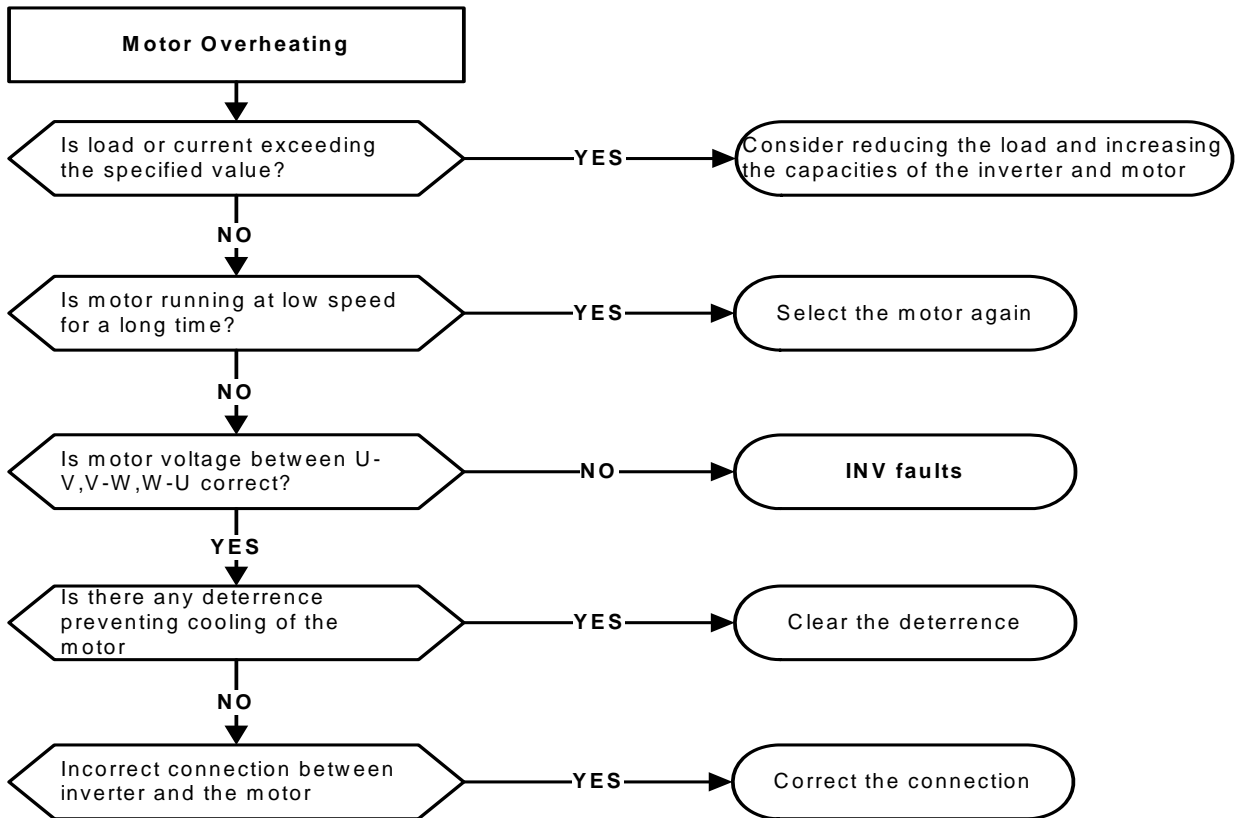 Motor Overheating
Is load or current exceeding
the specified value?
YES
Consider reducing the load and increasing
the capacities of the inverter and motor
NO
Is motor running at low speed
for a long time?
YES
Select the motor again
NO
Is motor voltage between U-
V,V-W,W-U correct?
NO
INV faults
YES
Is there any deterrence
preventing cooling of the
motor
YES
Clear the deterrence
NO
Incorrect connection between
inverter and the motor
YES
Correct the connection